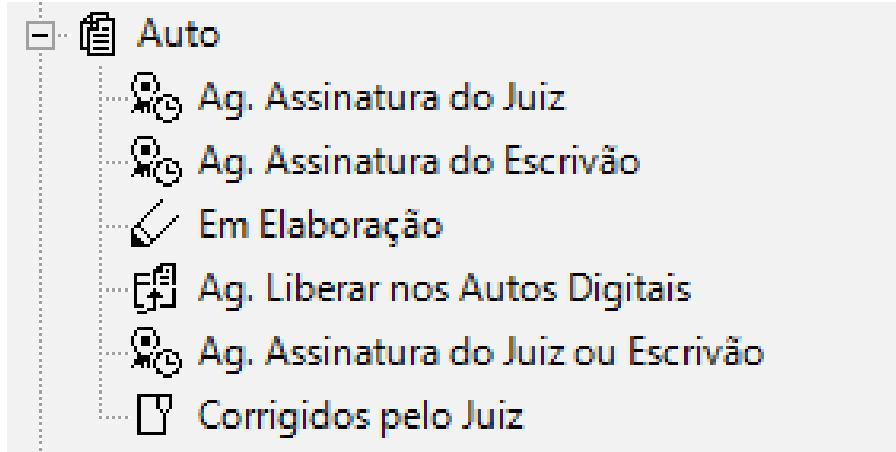 Auto
Ag. Assinatura do Juiz
Ag. Assinatura do Escrivão
Em Elaboração
Ag. Liberar nos Autos Digitais
Ag. Assinatura do Juiz ou Escrivão
Corrigidos pelo Juiz